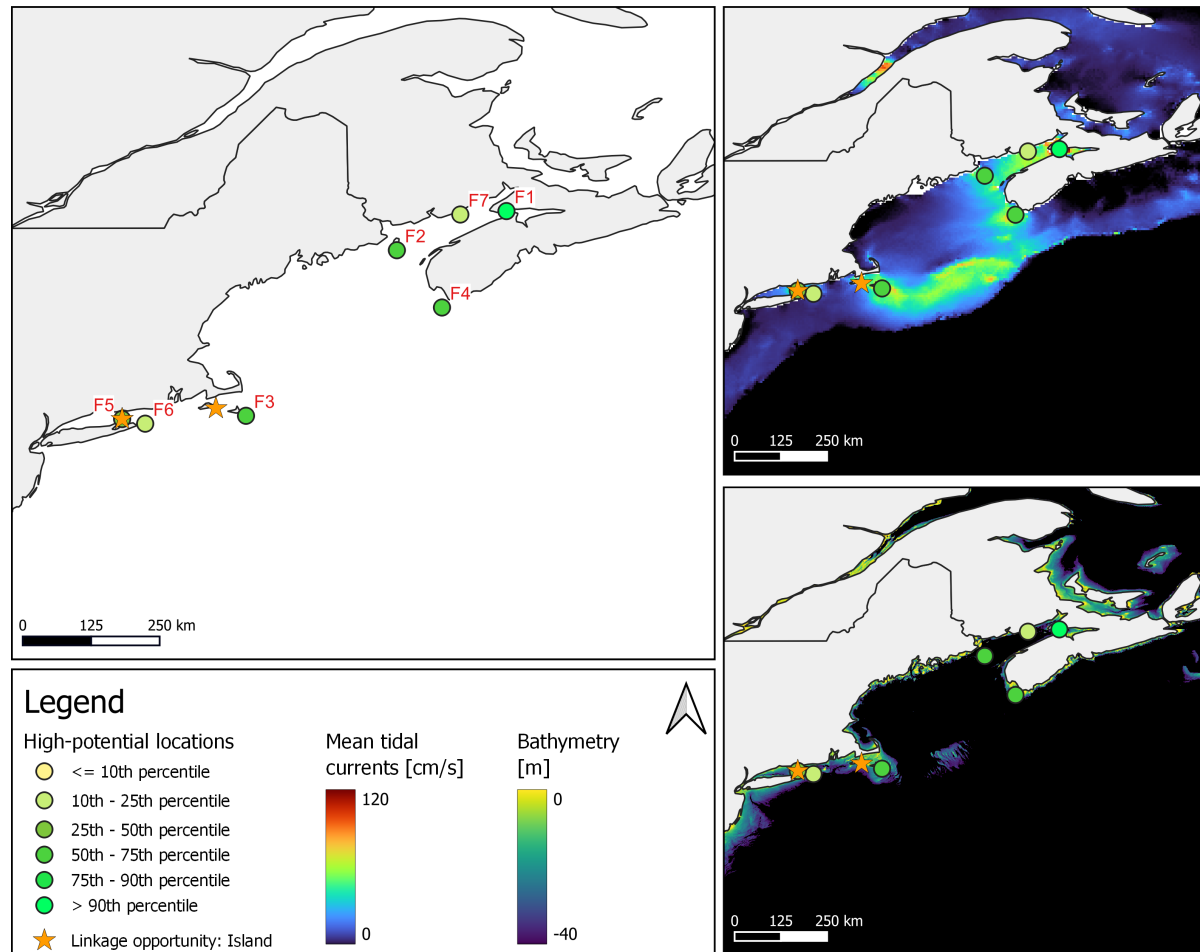 F7
F1
F2
F4
F5
F6
F3
0 125 250 km
0 125 250 km
0 125 250 km
Legend
High-potential locations
<= 10th percentile
10th - 25th percentile
25th - 50th percentile
50th - 75th percentile
75th - 90th percentile
> 90th percentile
Linkage opportunity: Island
Mean tidal
currents [cm/s]
120
0
Bathymetry
[m]
0
-40